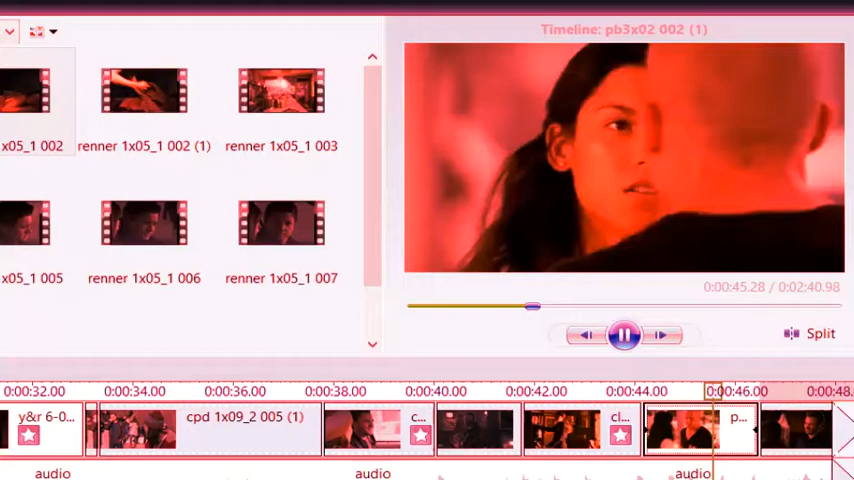 Timeline: pb3x02 002 (1)
x05_1 002
renner 1x05_1 002 (1)
renner 1x05_1 003
x05_1 005
renner 1x05_1 006
renner 1x05_1 007
0:00:45.28 / 0:02:40.98
Split
0:00:32.00 0:00:34.00 0:00:36.00 0:00:38.00 0:00:40.00 0:00:42.00 0:00:44.00 0:00:46.00 0:00:48.
y&r 6-0... cpd 1x09_2 005 (1) c... cl... p...
audio audio audio